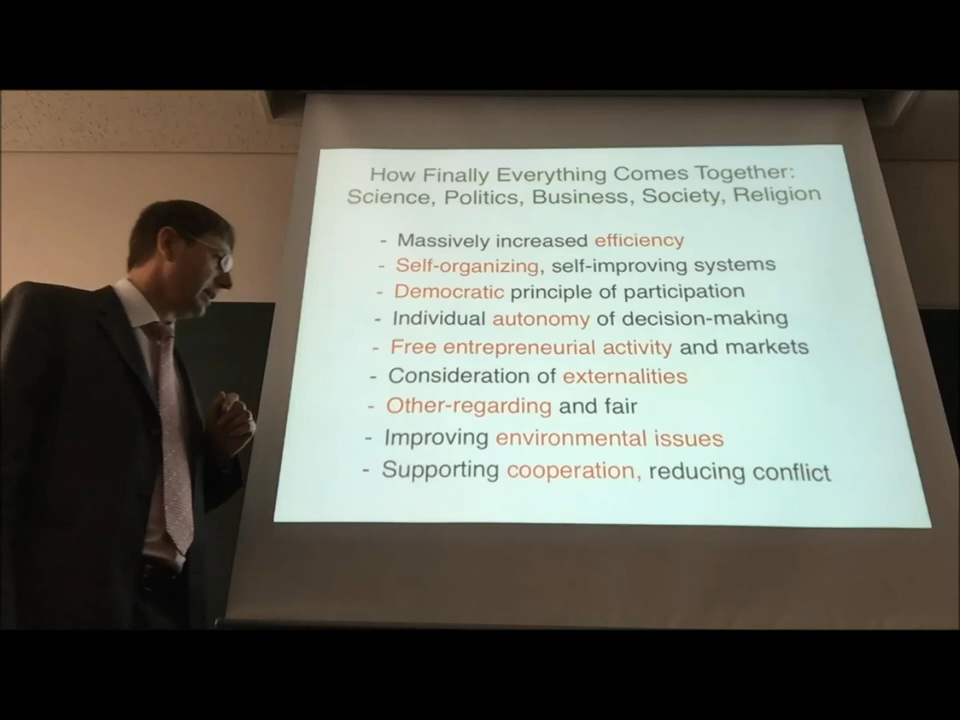 How Finally Everything Comes Together:
Science, Politics, Business, Society, Religion
- Massively increased efficiency
- Self-organizing, self-improving systems
- Democratic principle of participation
- Individual autonomy of decision-making
- Free entrepreneurial activity and markets
- Consideration of externalities
- Other-regarding and fair
- Improving environmental issues
- Supporting cooperation, reducing conflict